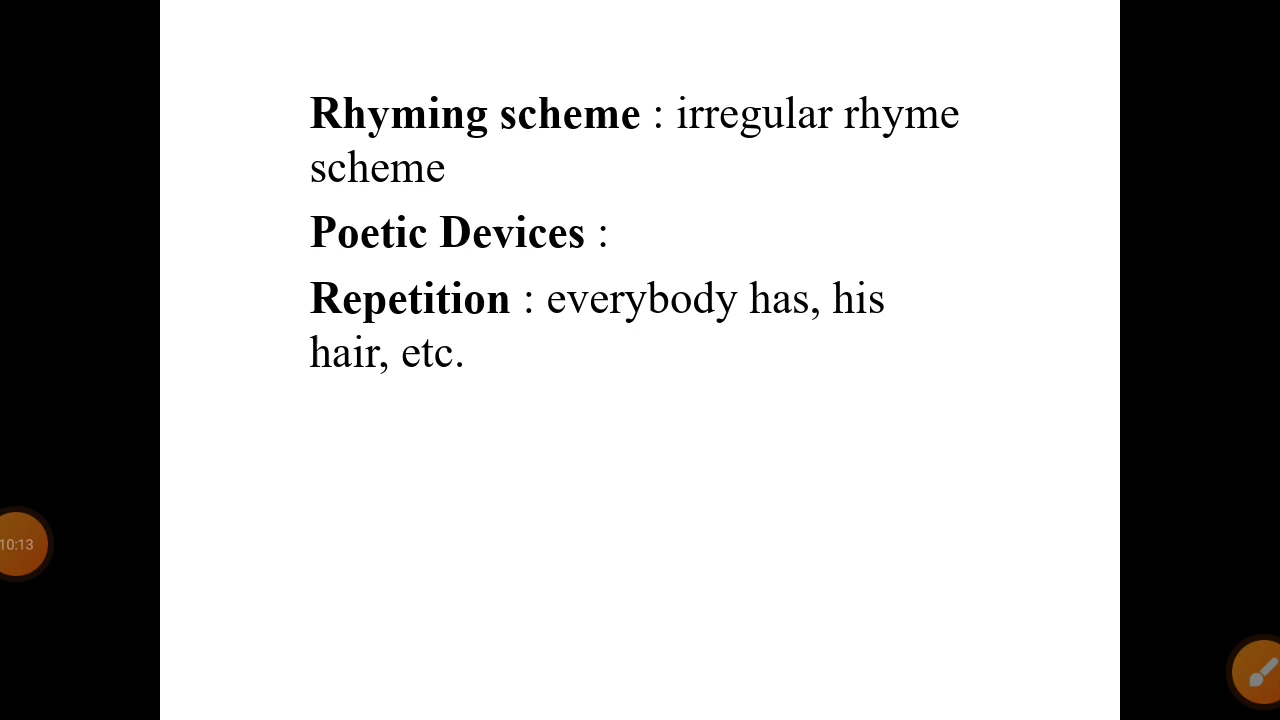 Rhyming scheme : irregular rhyme
scheme
Poetic Devices :
Repetition : everybody has, his
hair, etc.
10:13